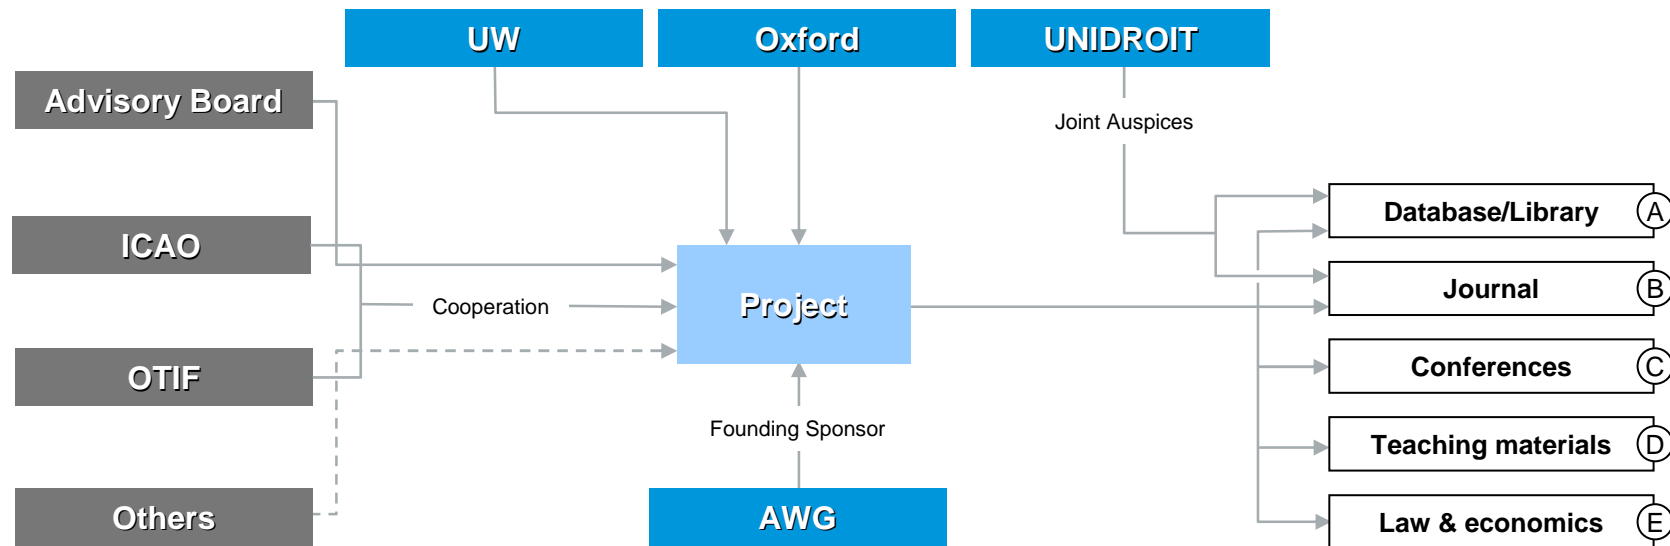 UW
Oxford
UNIDROIT
Advisory Board
Joint Auspices
Database/Library
A
ICAO
Journal
B
Cooperation
Project
Conferences
C
OTIF
Founding Sponsor
Teaching materials
D
Others
AWG
Law & economics
E